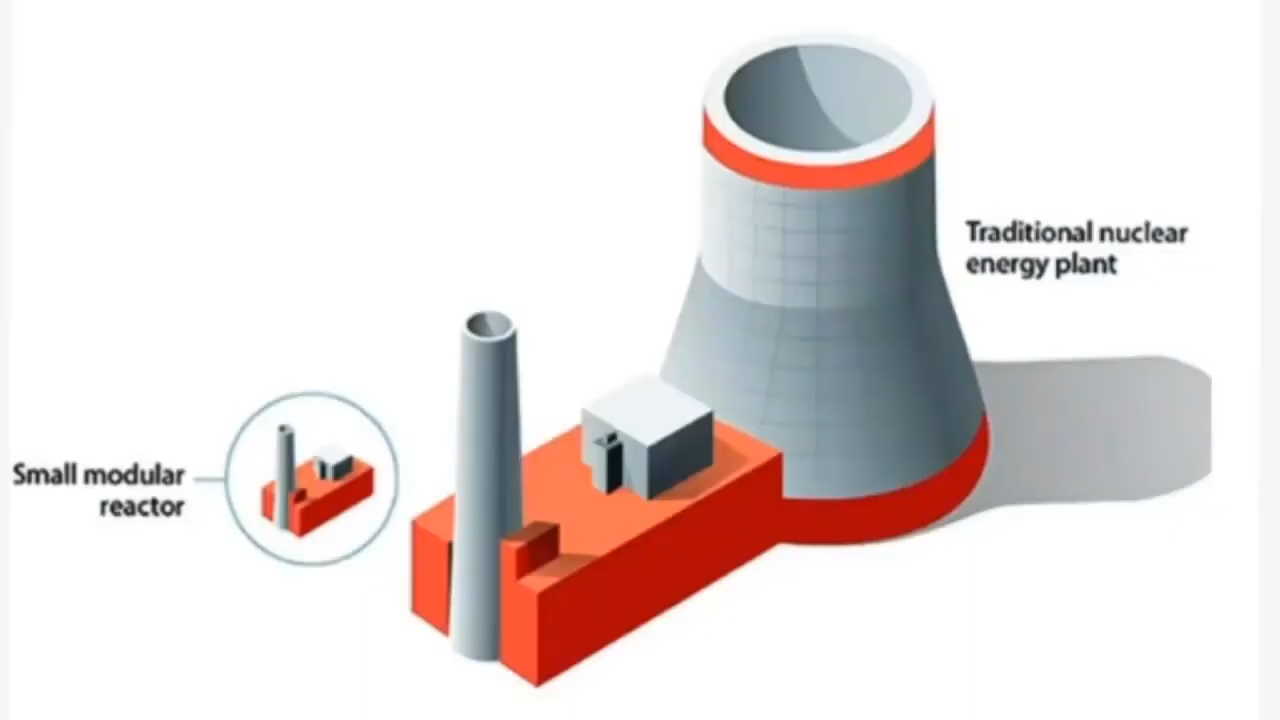 Traditional nuclear
energy plant
Small modular
reactor